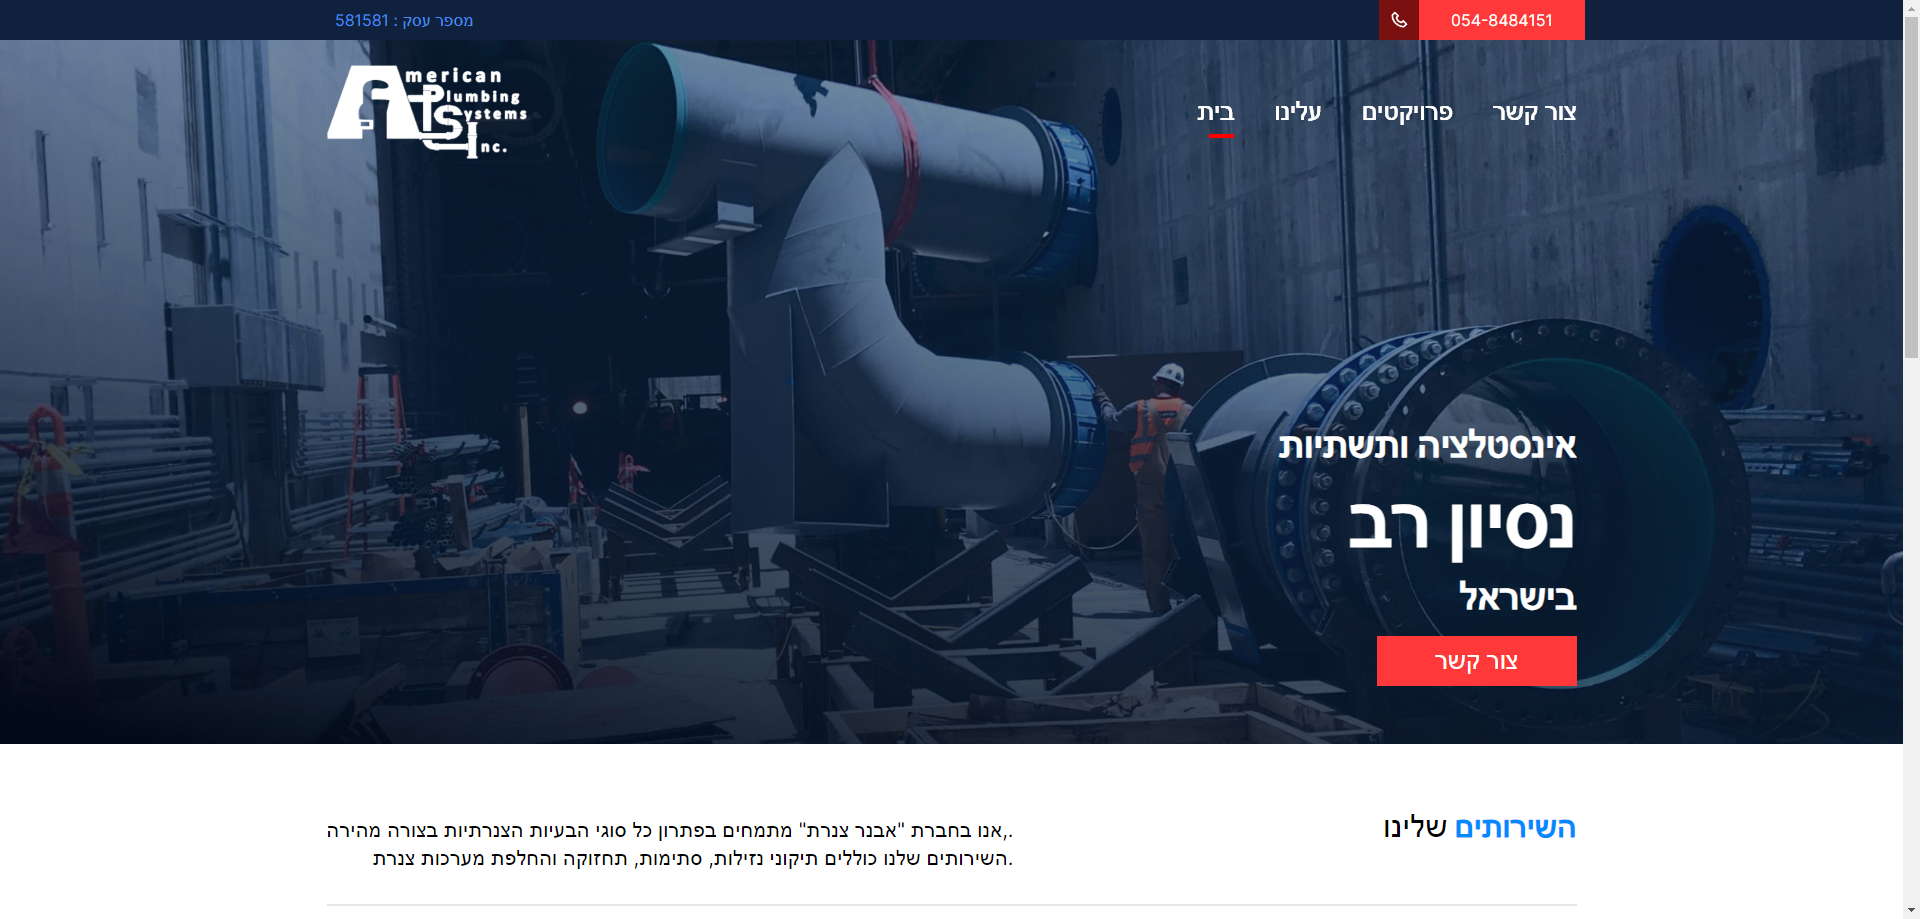 מספר עסק : 581581
054-8484151
American
Plumbing
Systems
Inc.
צור קשר
פרויקטים
עלינו
בית
אינסטלציה ותשתיות
נסיון רב
בישראל
צור קשר
השירותים שלינו
אנו בחברת "אבנר צנרת" מתמחים בפתרון כל סוגי הבעיות הצנרתיות בצורה מהירה,.
השירותים שלנו כוללים תיקוני נזילות, סתימות, תחזוקה והחלפת מערכות צנרת.